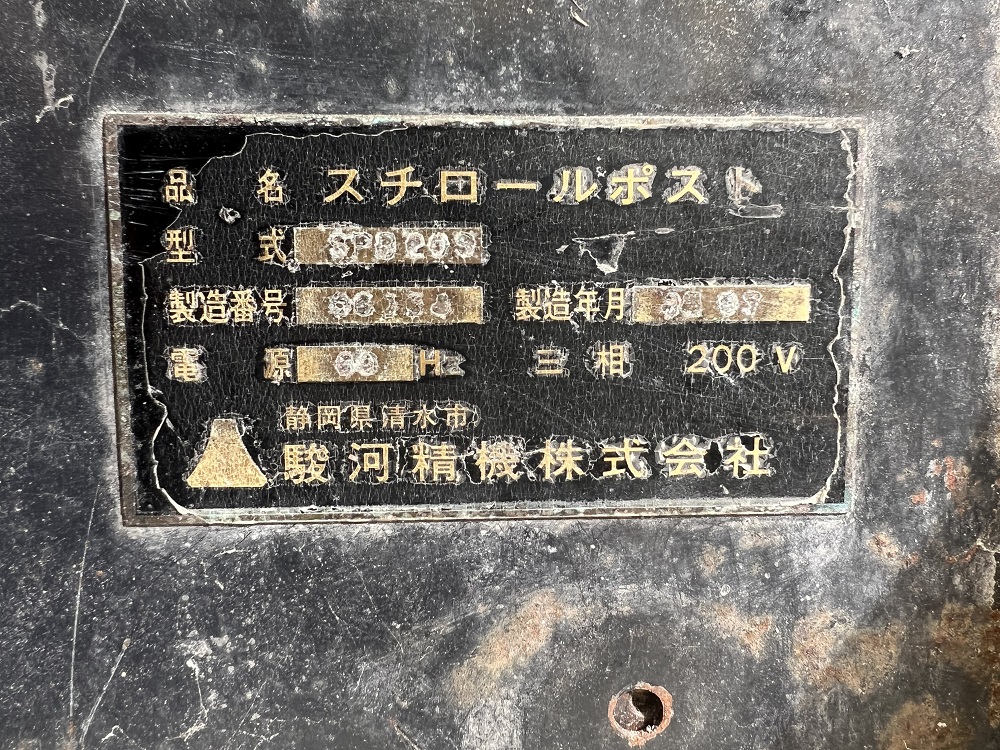 品名 スチロールポスト
型式
製造番号 製造年月
電源 60 Hz 三相 200 V
静岡県清水市
駿河精機株式会社